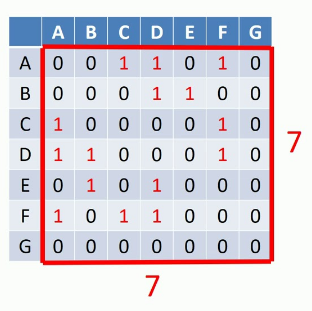 A B C D E F G
A 0 0 1 1 0 1 0
B 0 0 0 1 1 0 0
C 1 0 0 0 0 1 0
D 1 1 0 0 0 1 0
E 0 1 0 1 0 0 0
F 1 0 1 1 0 0 0
G 0 0 0 0 0 0 0
7
7